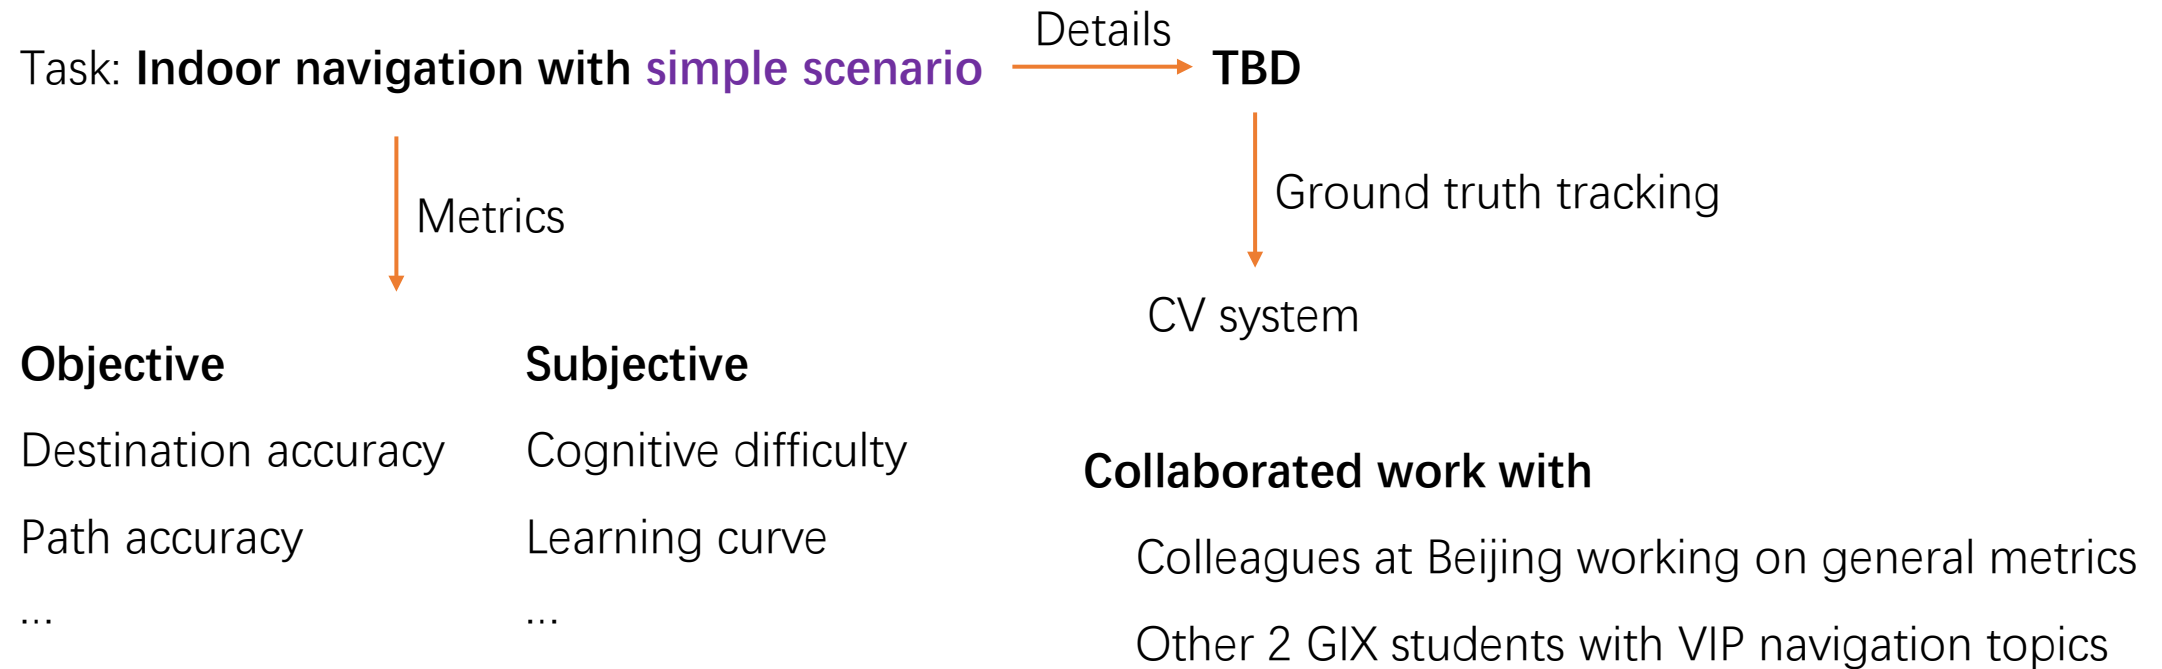 Details
Task: Indoor navigation with simple scenario
TBD
Metrics
Ground truth tracking
CV system
Objective
Destination accuracy
Path accuracy
...
Subjective
Cognitive difficulty
Learning curve
...
Collaborated work with
Colleagues at Beijing working on general metrics
Other 2 GIX students with VIP navigation topics